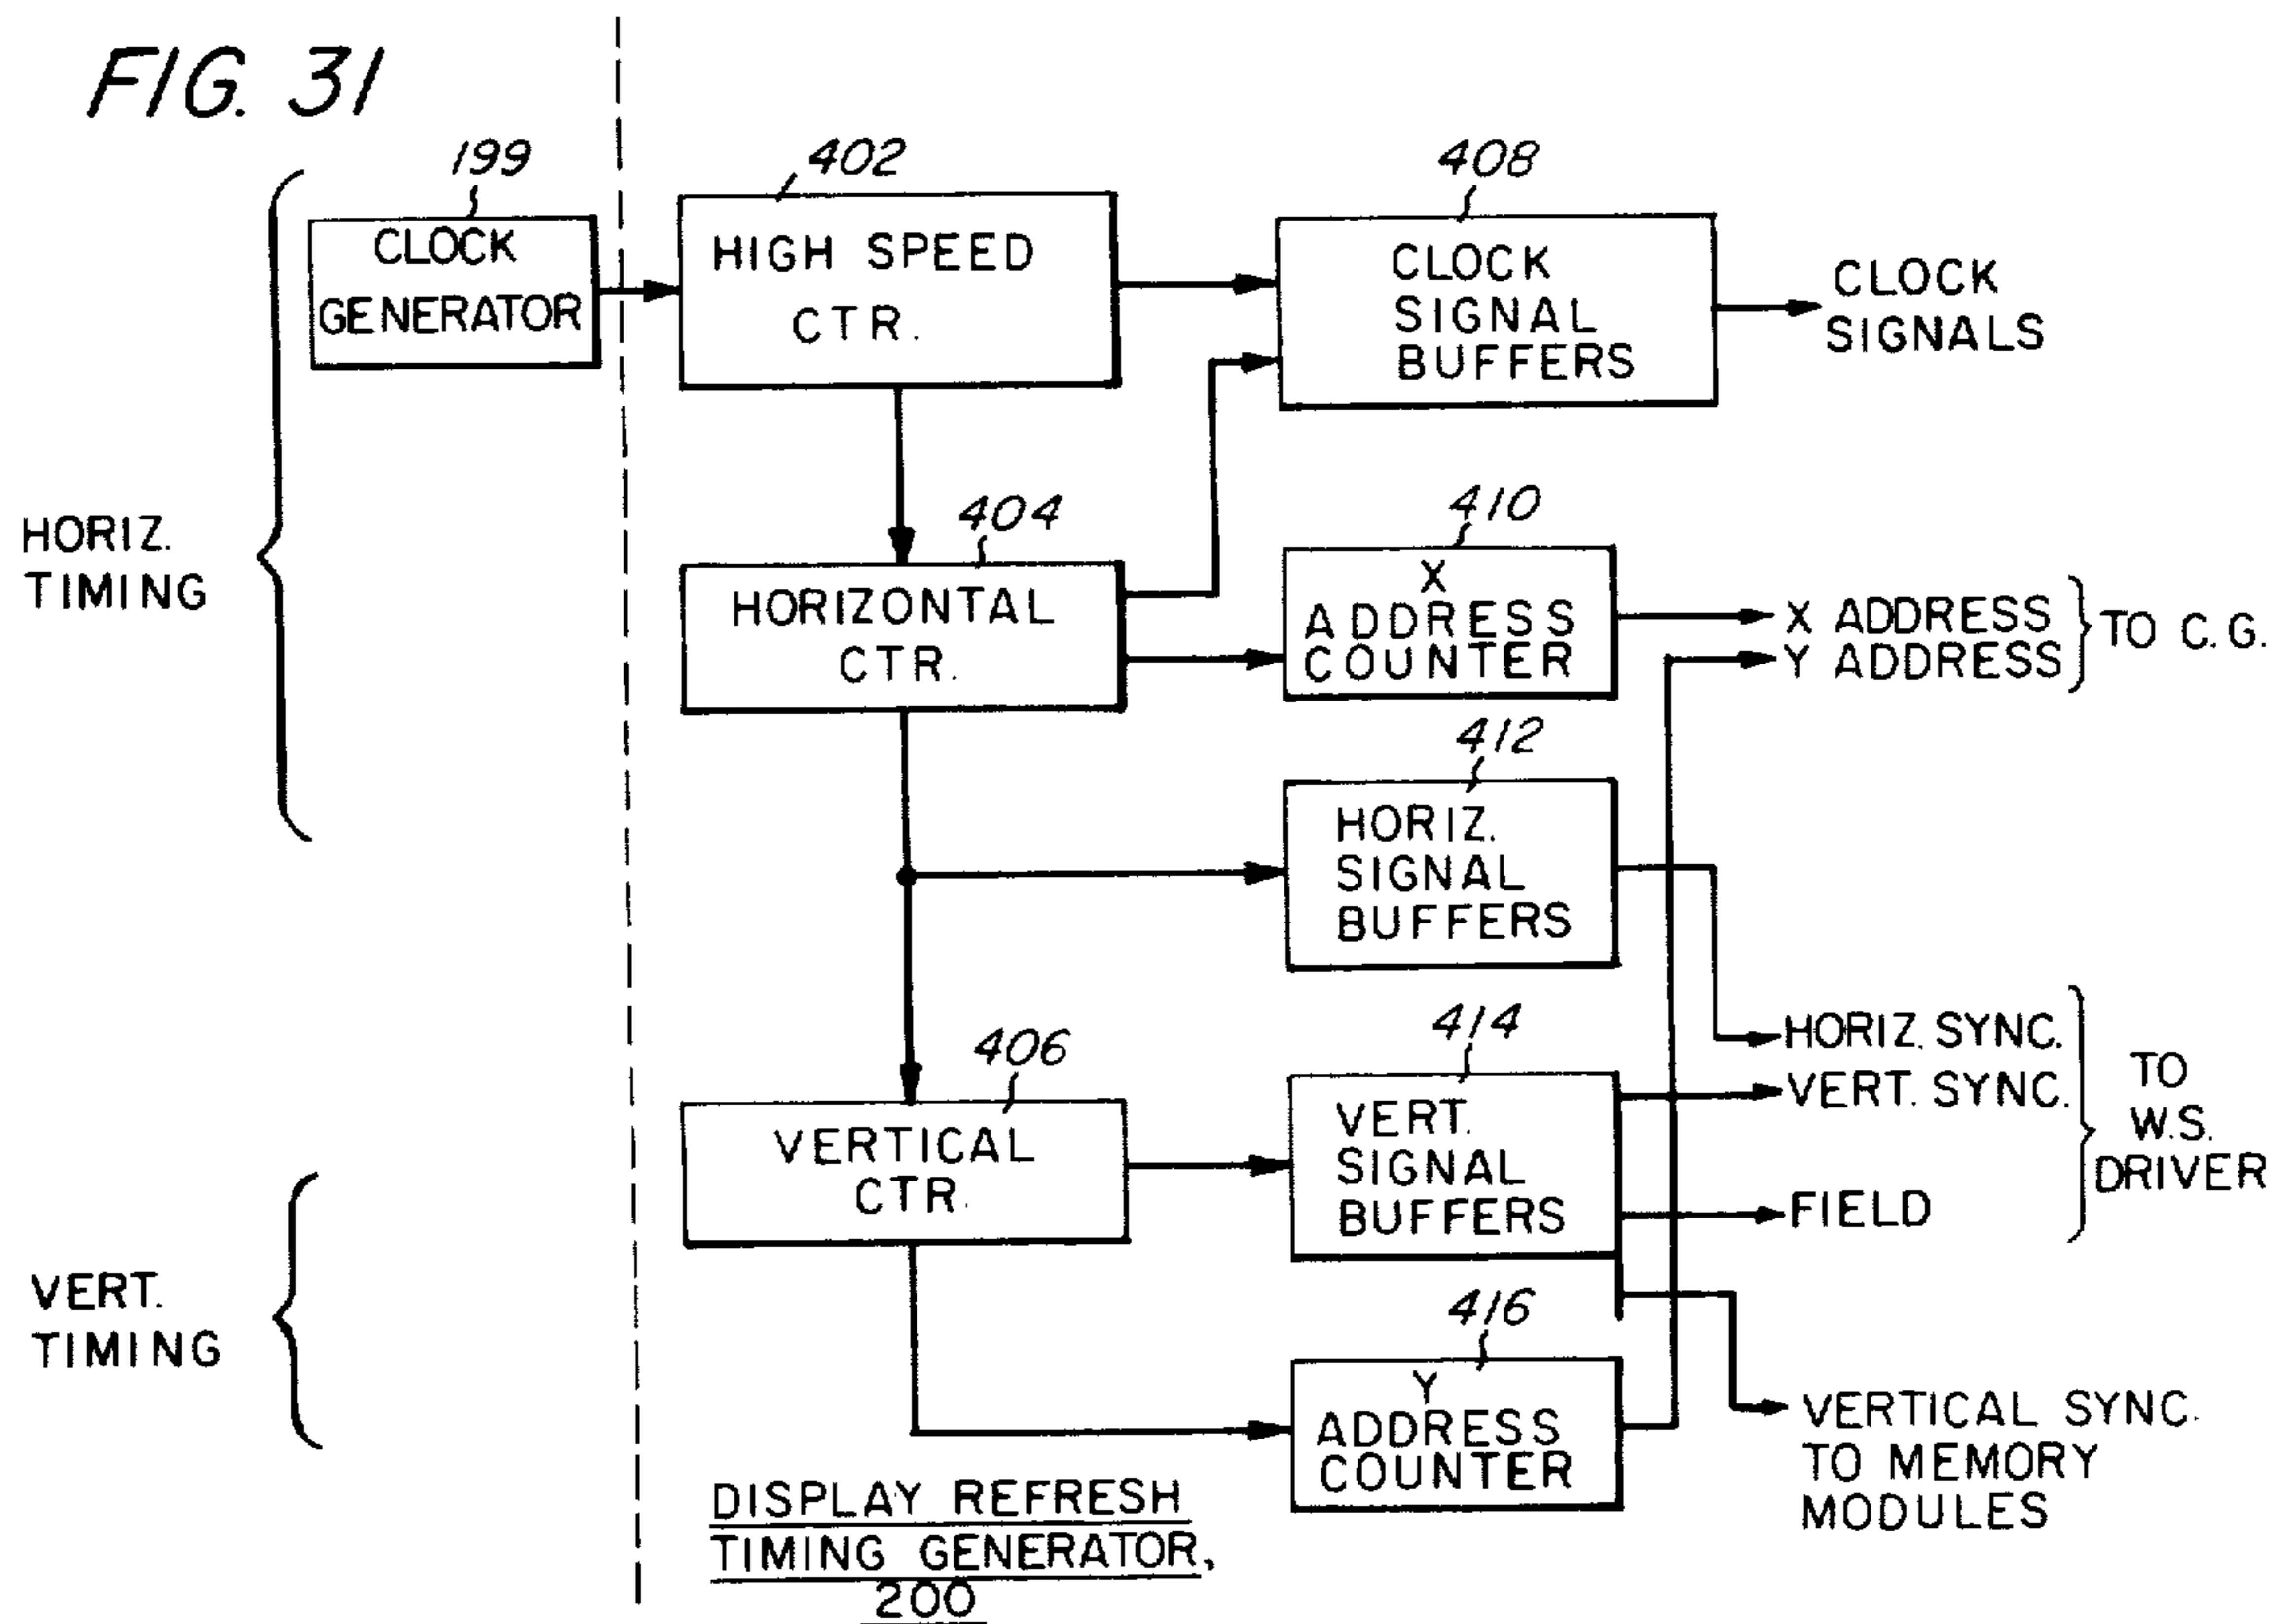 FIG. 31
199
402
408
CLOCK
GENERATOR
HIGH SPEED
CTR.
CLOCK
SIGNAL
BUFFERS
CLOCK
SIGNALS
HORIZ.
TIMING
404
410
HORIZONTAL
CTR.
X
ADDRESS
COUNTER
X ADDRESS
Y ADDRESS
TO C.G.
412
HORIZ.
SIGNAL
BUFFERS
406
414
VERTICAL
CTR.
VERT.
SIGNAL
BUFFERS
HORIZ. SYNC.
VERT. SYNC.
FIELD
TO
W.S.
DRIVER
VERT.
TIMING
416
Y
ADDRESS
COUNTER
VERTICAL SYNC.
TO MEMORY
MODULES
DISPLAY REFRESH
TIMING GENERATOR,
200